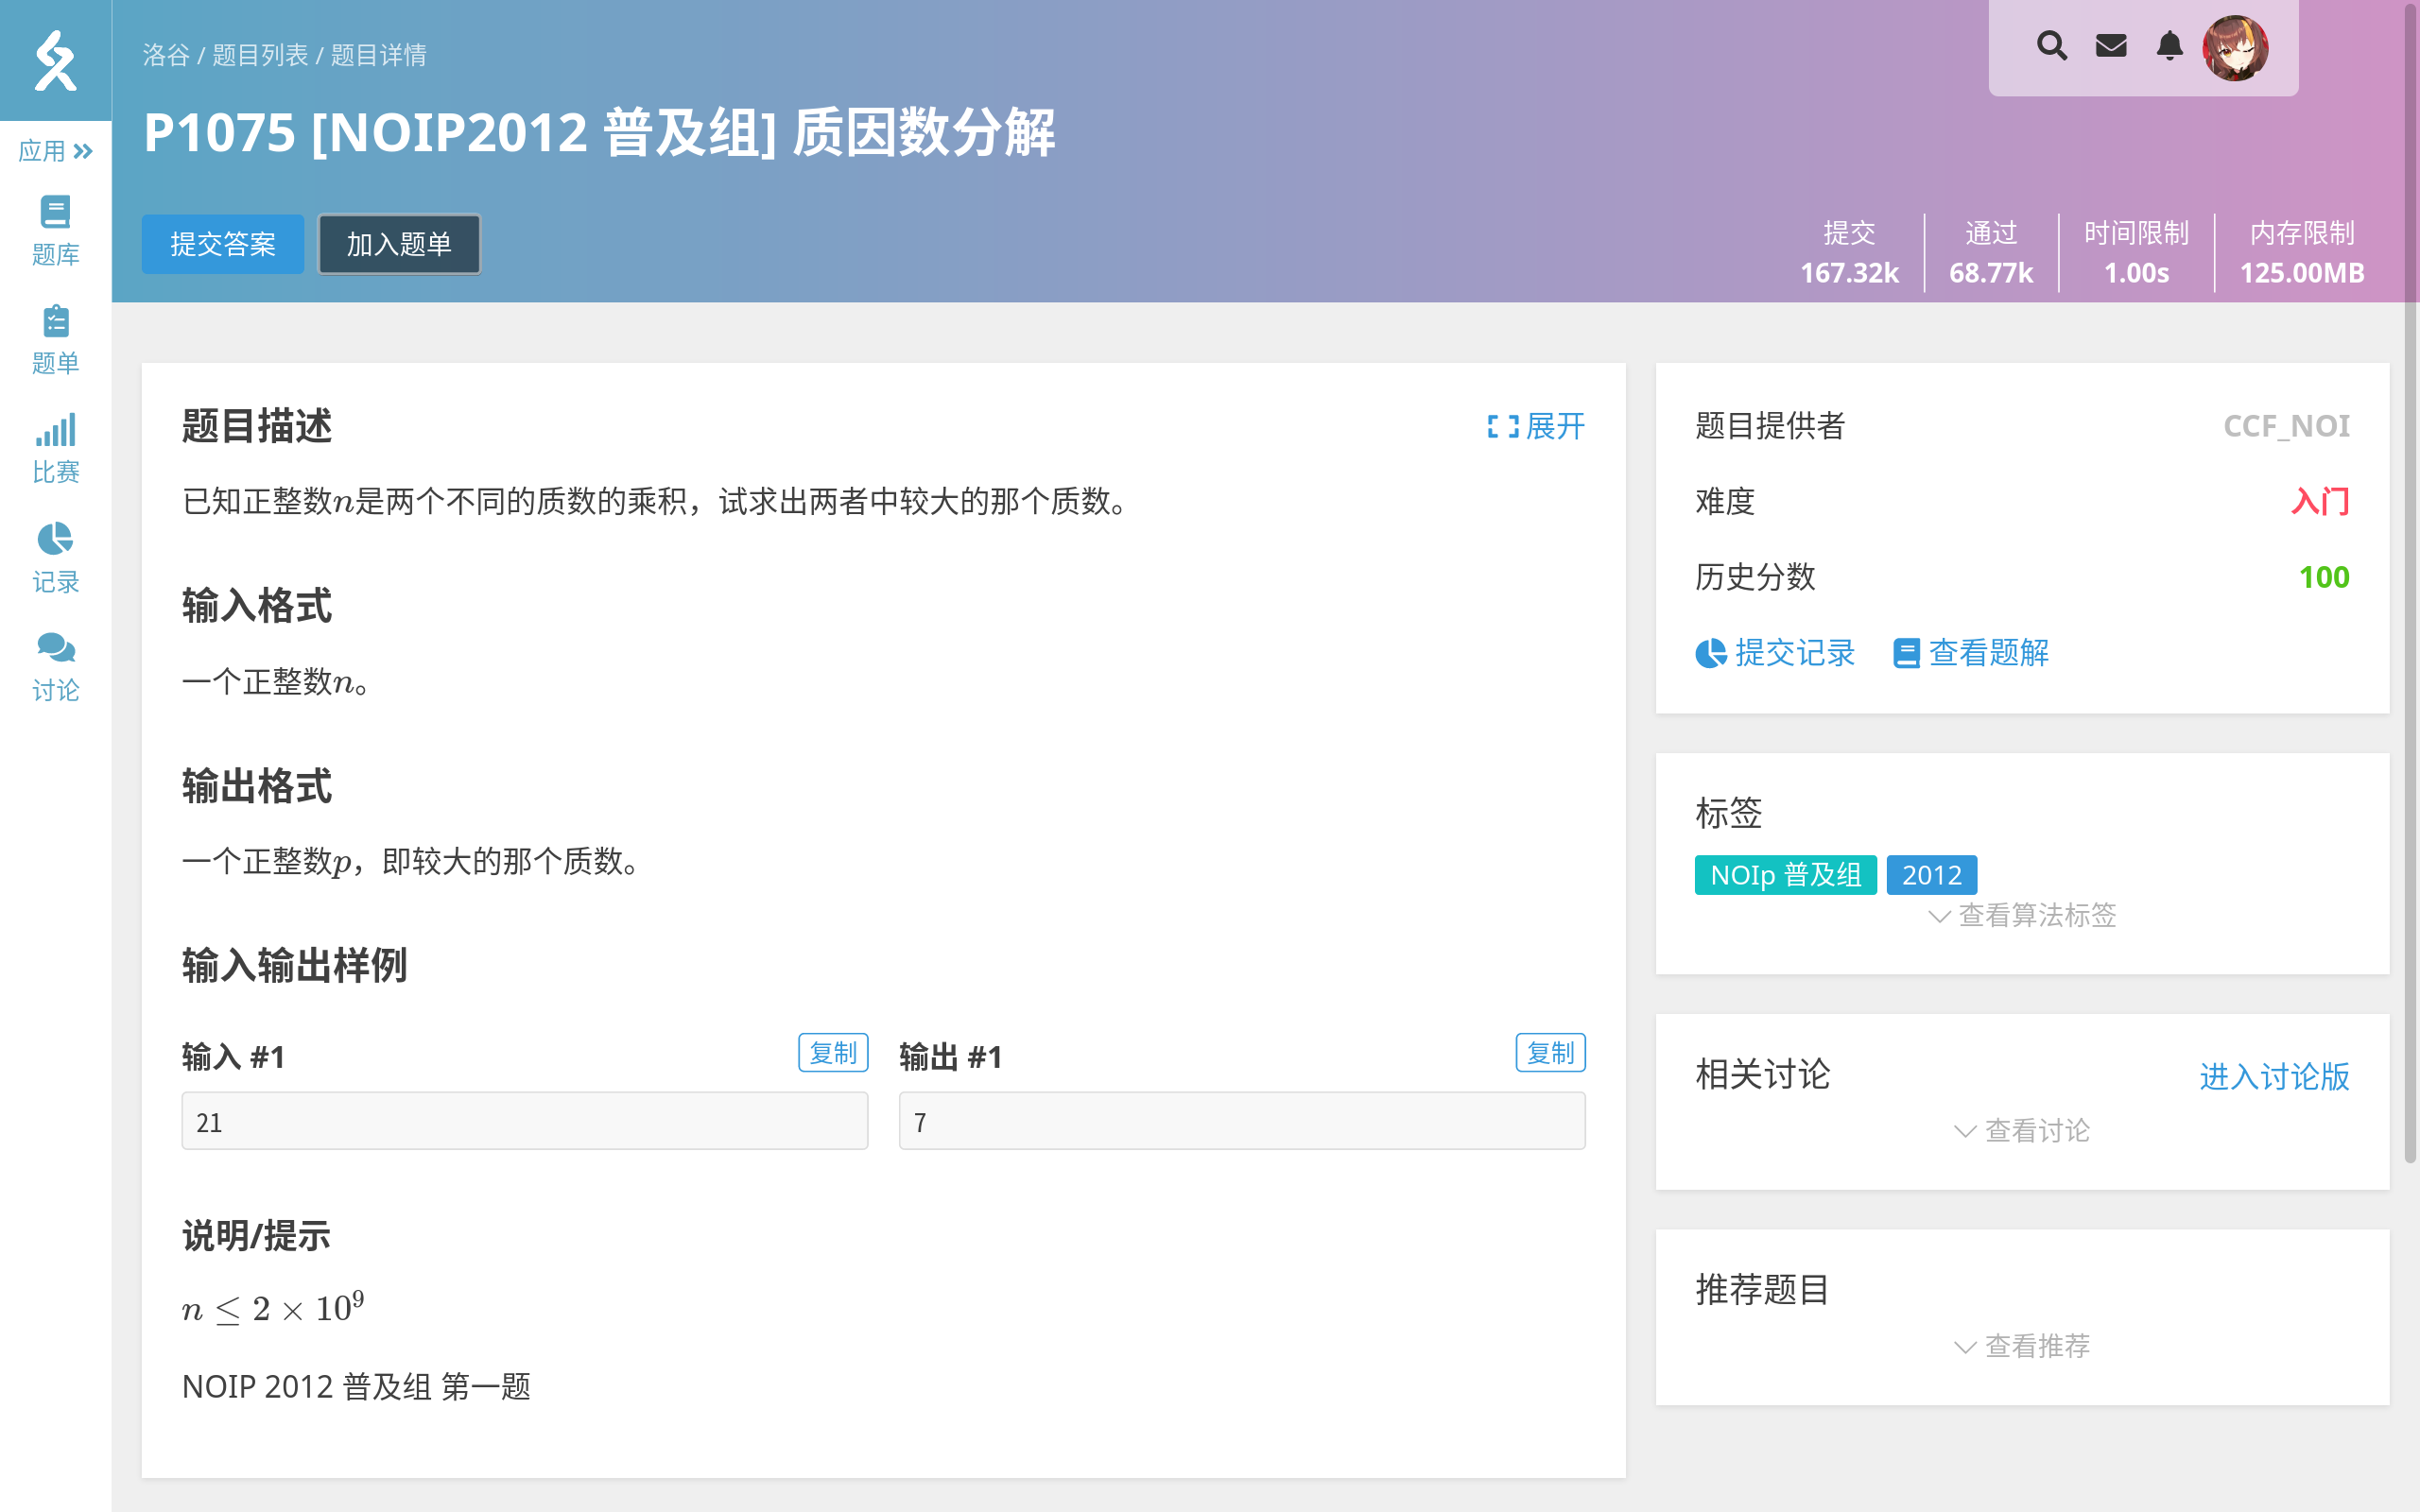 洛谷 / 题目列表 / 题目详情
P1075 [NOIP2012 普及组] 质因数分解
提交答案
加入题单
提交
167.32k
通过
68.77k
时间限制
1.00s
内存限制
125.00MB
应用
题库
题单
比赛
记录
讨论
题目描述
展开
已知正整数n是两个不同的质数的乘积，试求出两者中较大的那个质数。
输入格式
一个正整数n。
输出格式
一个正整数p，即较大的那个质数。
输入输出样例
输入 #1
复制
21
输出 #1
复制
7
说明/提示
n ≤ 2 × 10⁹
NOIP 2012 普及组 第一题
题目提供者 CCF_NOI
难度 入门
历史分数 100
提交记录 查看题解
标签
NOIp 普及组 2012
查看算法标签
相关讨论 进入讨论版
查看讨论
推荐题目
查看推荐